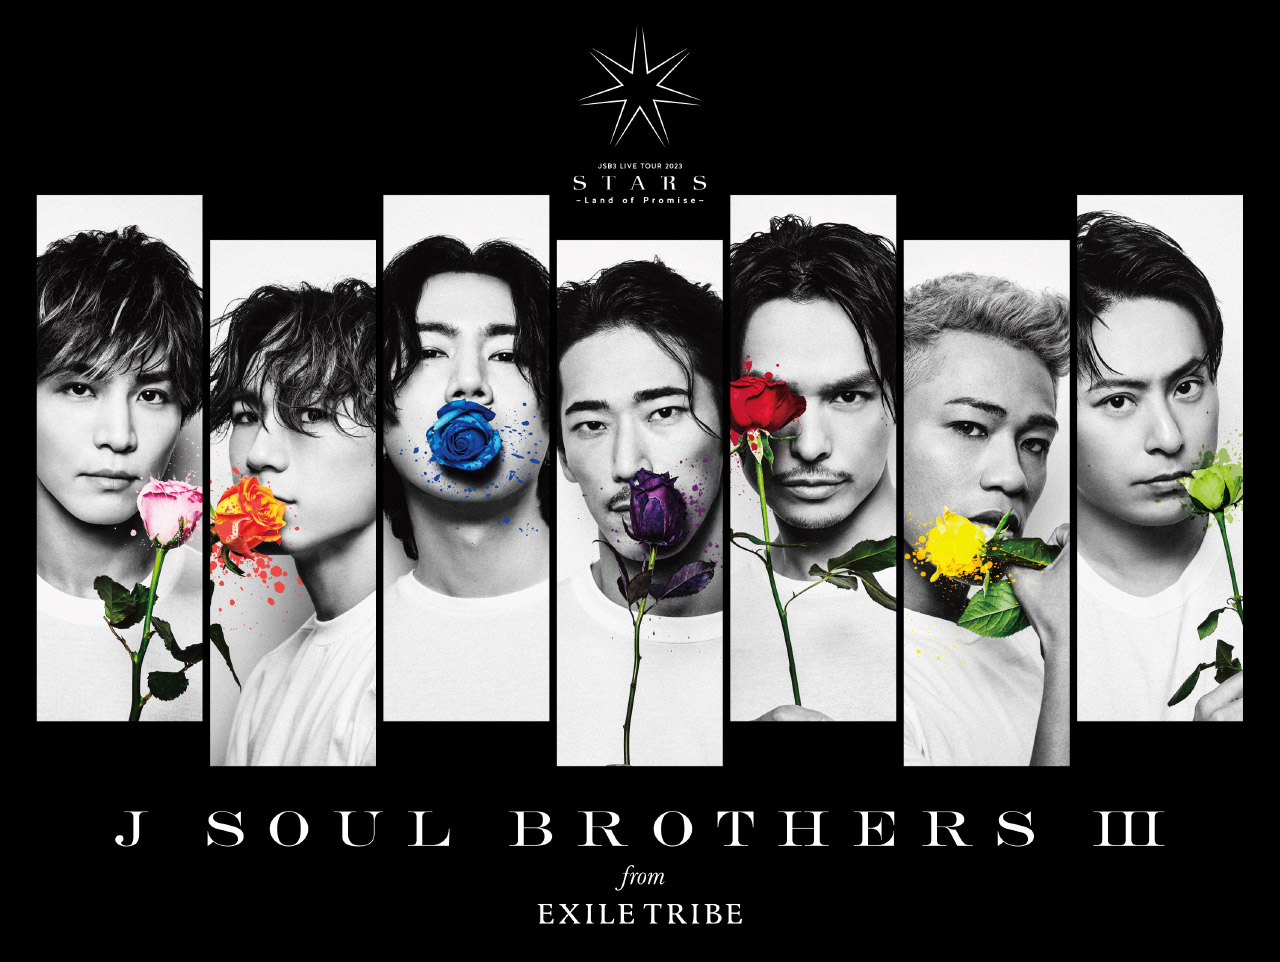 JSB3 LIVE TOUR 2023
STARS
~Land of Promise~
J SOUL BROTHERS III
from
EXILE TRIBE